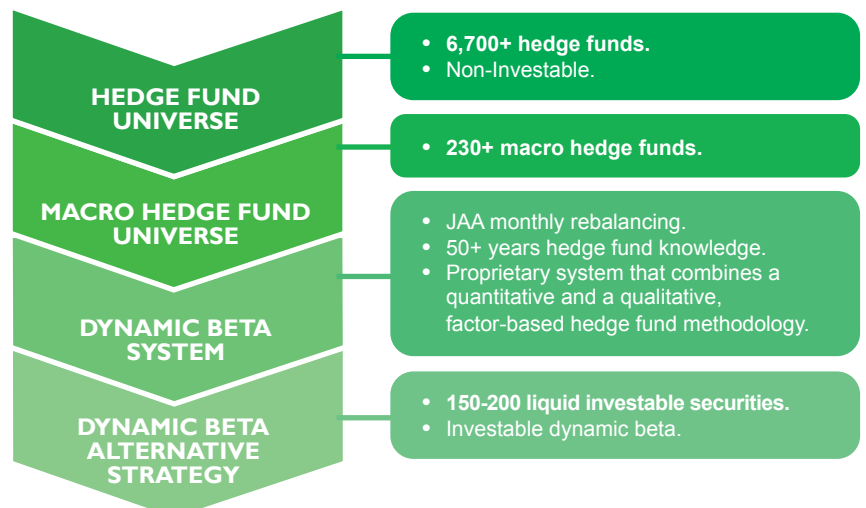 HEDGE FUND
UNIVERSE
• 6,700+ hedge funds.
• Non-Investable.
MACRO HEDGE FUND
UNIVERSE
• 230+ macro hedge funds.
DYNAMIC BETA
SYSTEM
• JAA monthly rebalancing.
• 50+ years hedge fund knowledge.
• Proprietary system that combines a
quantitative and a qualitative,
factor-based hedge fund methodology.
DYNAMIC BETA
ALTERNATIVE
STRATEGY
• 150-200 liquid investable securities.
• Investable dynamic beta.